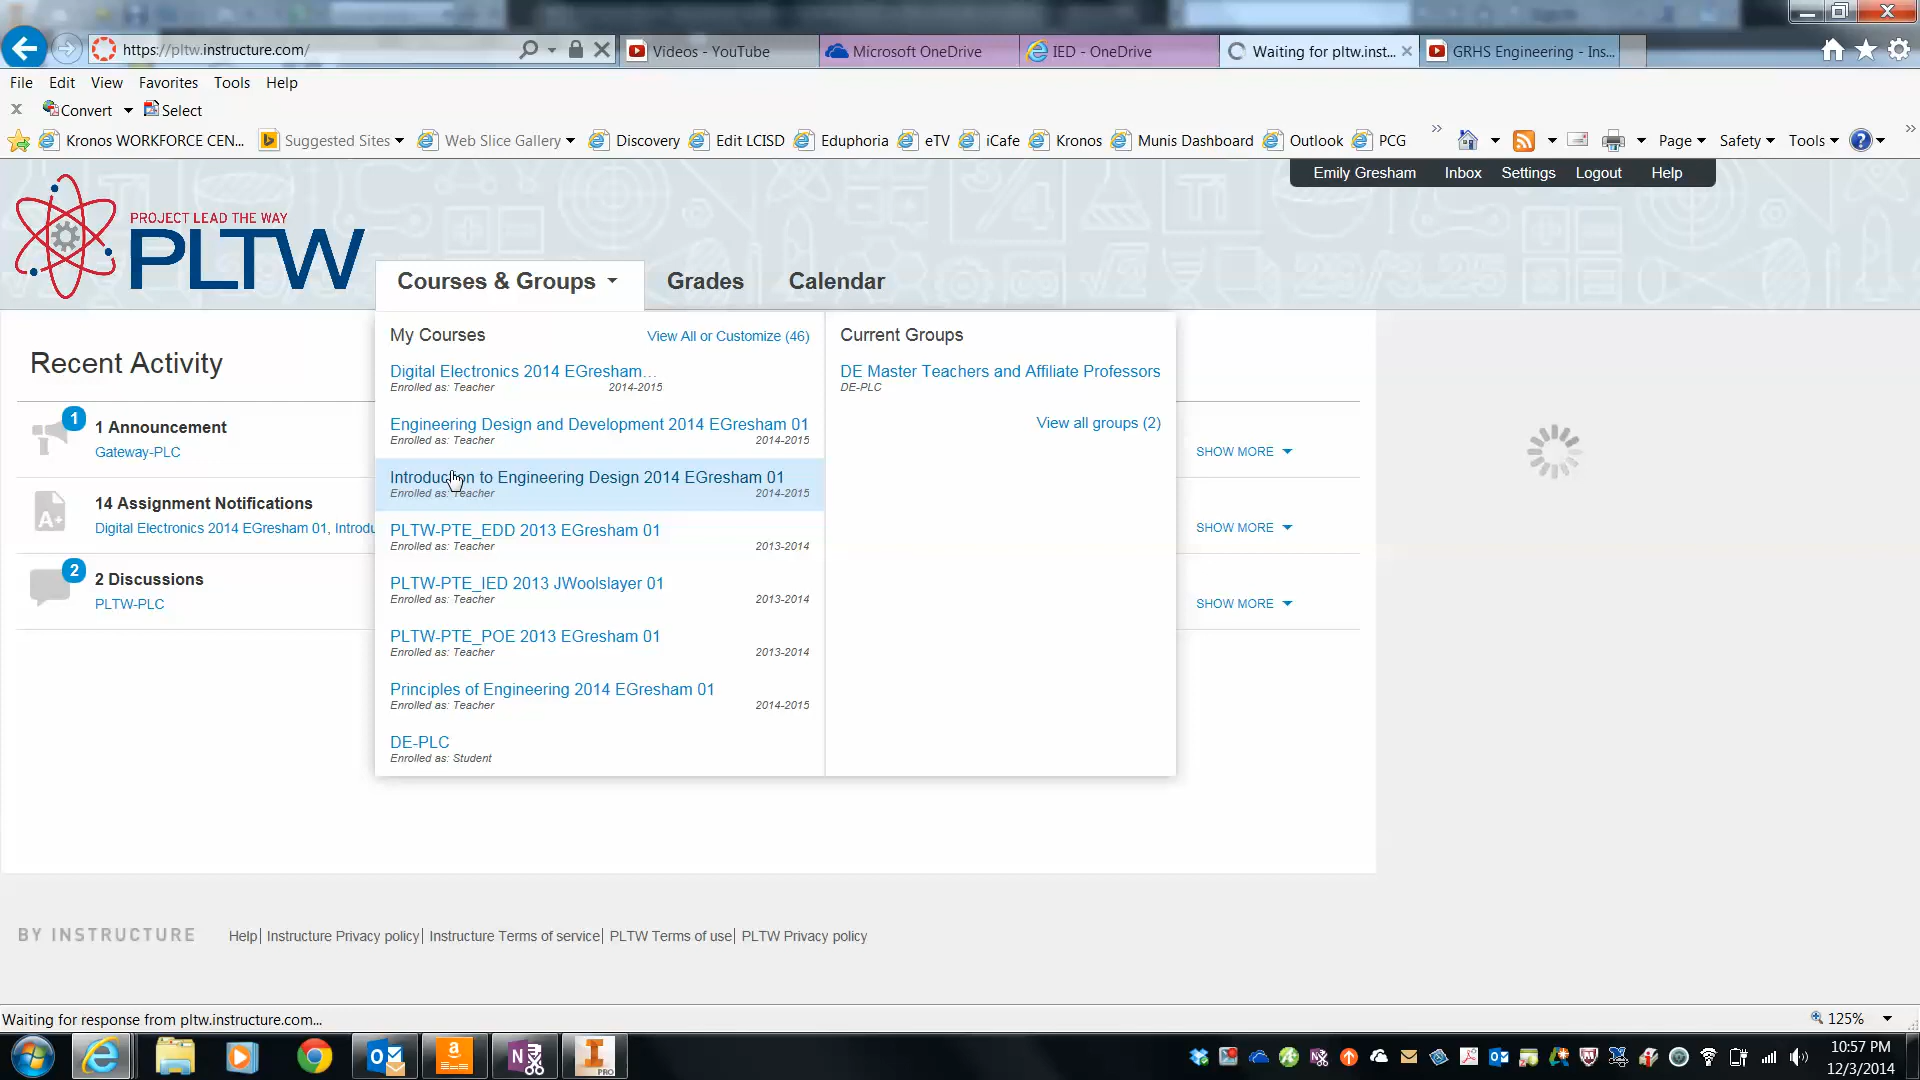 https://pltw.instructure.com/
Videos - YouTube
Microsoft OneDrive
IED - OneDrive
Waiting for pltw.inst...
GRHS Engineering - Ins...
File Edit View Favorites Tools Help
Convert Select
Kronos WORKFORCE CEN... Suggested Sites Web Slice Gallery Discovery Edit LCISD Eduphoria eTV iCafe Kronos Munis Dashboard Outlook PCG Page Safety Tools
Emily Gresham Inbox Settings Logout Help
PROJECT LEAD THE WAY
PLTW
Courses & Groups Grades Calendar
My Courses View All or Customize (46)
Digital Electronics 2014 EGresham...
Enrolled as: Teacher 2014-2015
Engineering Design and Development 2014 EGresham 01
Enrolled as: Teacher 2014-2015
Introduction to Engineering Design 2014 EGresham 01
Enrolled as: Teacher 2014-2015
PLTW-PTE_EDD 2013 EGresham 01
Enrolled as: Teacher 2013-2014
PLTW-PTE_IED 2013 JWoolslayer 01
Enrolled as: Teacher 2013-2014
PLTW-PTE_POE 2013 EGresham 01
Enrolled as: Teacher 2013-2014
Principles of Engineering 2014 EGresham 01
Enrolled as: Teacher 2014-2015
DE-PLC
Enrolled as: Student
Current Groups
DE Master Teachers and Affiliate Professors
DE-PLC
View all groups (2)
Recent Activity
1
1 Announcement
Gateway-PLC
SHOW MORE
A+
14 Assignment Notifications
Digital Electronics 2014 EGresham 01, Introdu
SHOW MORE
2
2 Discussions
PLTW-PLC
SHOW MORE
BY INSTRUCTURE Help| Instructure Privacy policy| Instructure Terms of service| PLTW Terms of use| PLTW Privacy policy
Waiting for response from pltw.instructure.com...
125%
PRO
10:57 PM
12/3/2014